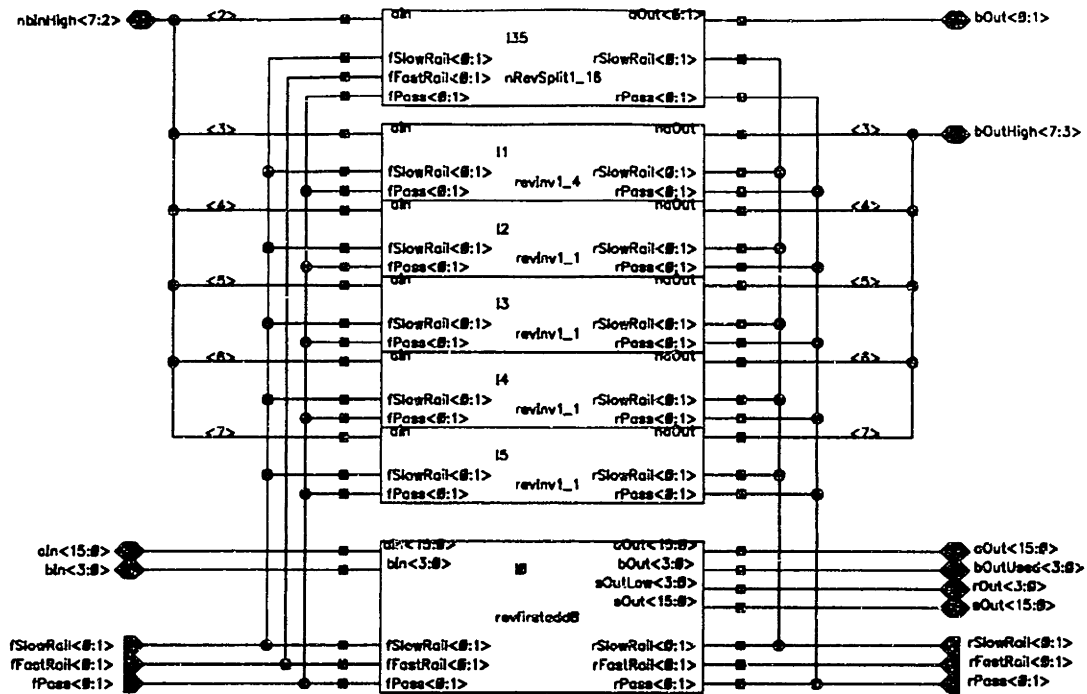 nbInHigh<7:2>
<2>
aIn
aOut<0:1>
bOut<0:1>
I35
fSlowRail<0:1>
rSlowRail<0:1>
fFastRail<0:1>
nRevSplit1_16
fPass<0:1>
rPass<0:1>
<3>
aIn
naOut
<3>
bOutHigh<7:3>
I1
fSlowRail<0:1>
rSlowRail<0:1>
revInv1_4
fPass<0:1>
rPass<0:1>
<4>
aIn
naOut
<4>
I2
fSlowRail<0:1>
rSlowRail<0:1>
revInv1_1
fPass<0:1>
rPass<0:1>
<5>
aIn
naOut
<5>
I3
fSlowRail<0:1>
rSlowRail<0:1>
revInv1_1
fPass<0:1>
rPass<0:1>
<6>
aIn
naOut
<6>
I4
fSlowRail<0:1>
rSlowRail<0:1>
revInv1_1
fPass<0:1>
rPass<0:1>
<7>
aIn
naOut
<7>
I5
fSlowRail<0:1>
rSlowRail<0:1>
revInv1_1
fPass<0:1>
rPass<0:1>
aIn<15:0>
aIn<15:0>
aOut<15:0>
aOut<15:0>
bIn<3:0>
bIn<3:0>
bOut<3:0>
bOutUsed<3:0>
sOutLow<3:0>
rOut<3:0>
sOut<15:0>
sOut<15:0>
revfirstadd8
fSlowRail<0:1>
fSlowRail<0:1>
rSlowRail<0:1>
rSlowRail<0:1>
fFastRail<0:1>
fFastRail<0:1>
rFastRail<0:1>
rFastRail<0:1>
fPass<0:1>
fPass<0:1>
rPass<0:1>
rPass<0:1>